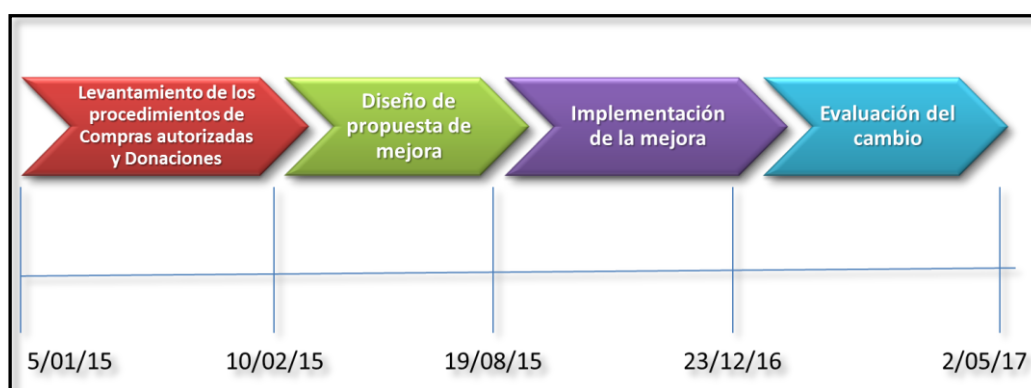 Levantamiento de los
procedimientos de
Compras autorizadas
y Donaciones
Diseño de
propuesta de
mejora
Implementación
de la mejora
Evaluación del
cambio
5/01/15
10/02/15
19/08/15
23/12/16
2/05/17